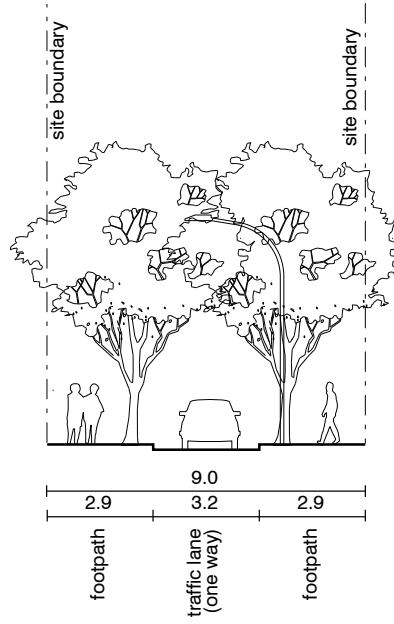 site boundary
site boundary
9.0
2.9
3.2
2.9
footpath
traffic lane
(one way)
footpath